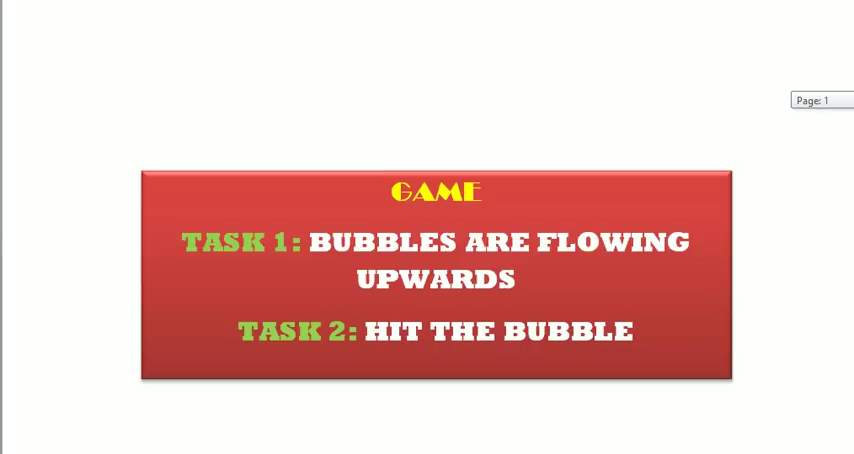 Page: 1
GAME
TASK 1: BUBBLES ARE FLOWING
UPWARDS
TASK 2: HIT THE BUBBLE